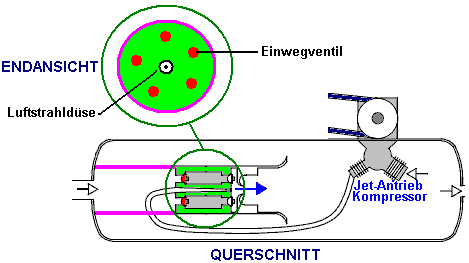 Einwegventil
ENDANSICHT
Luftstrahldüse
Jet-Antrieb
Kompressor
QUERSCHNITT